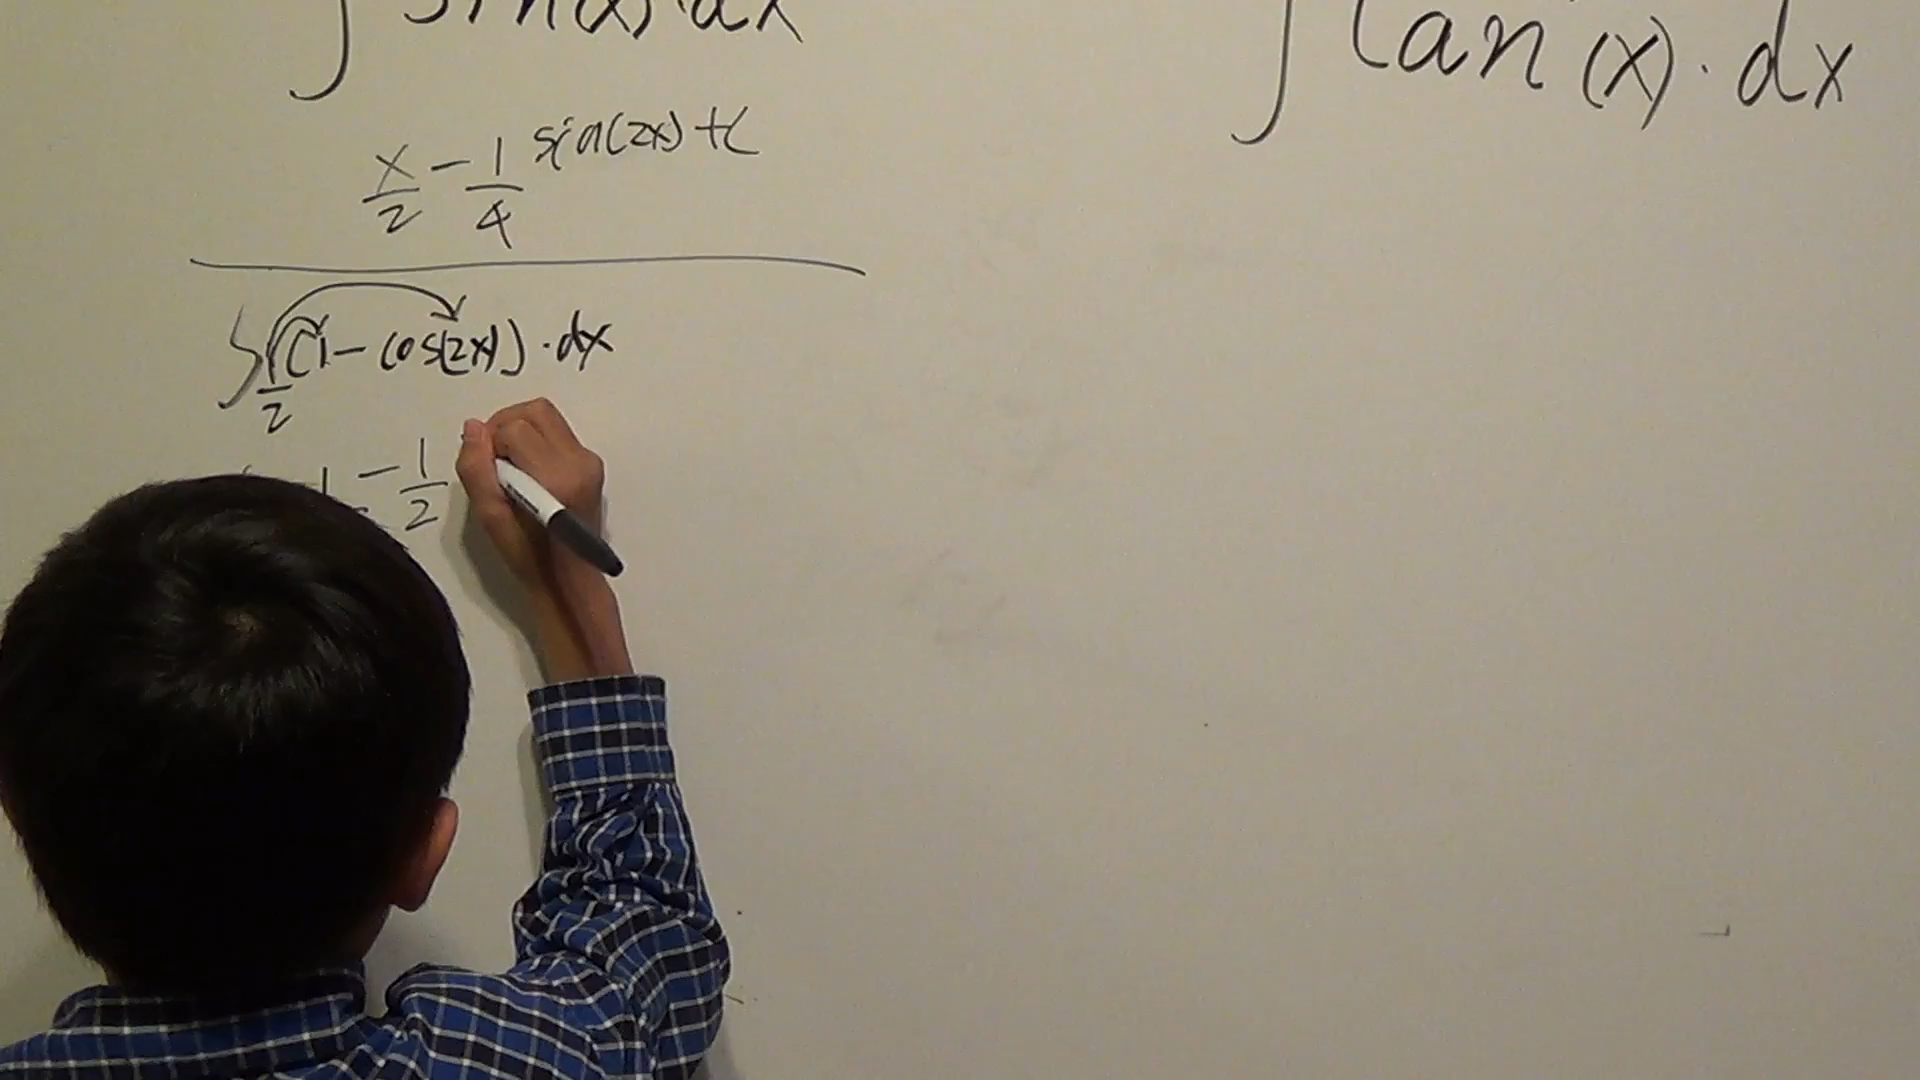 ∫ sin(x)·dx
∫ tan(x)·dx
x/2 - 1/4 sin(2x)+C
∫ 1/2 (1 - cos(2x))·dx
- 1/2